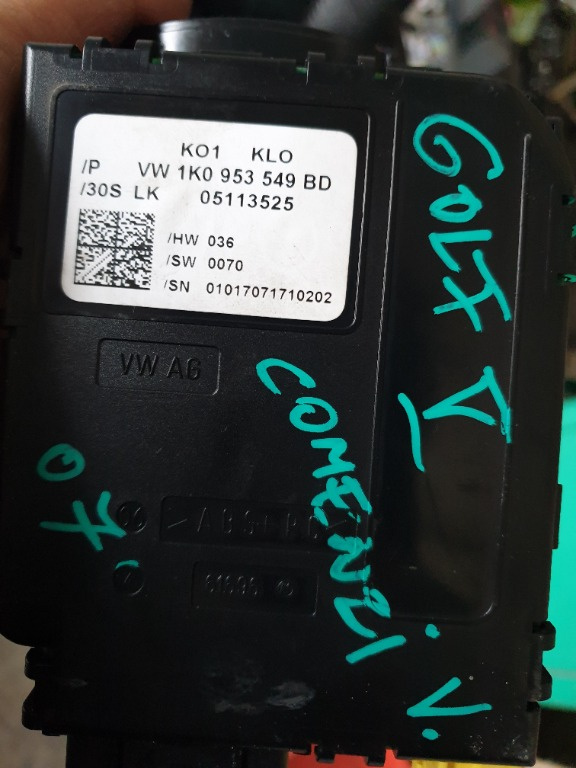 KO1 KLO
/P VW 1K0 953 549 BD
/30S LK 05113525
/HW 036
/SW 0070
/SN 01017071710202
VW AG
GOLF V
COMENZI V.
07'